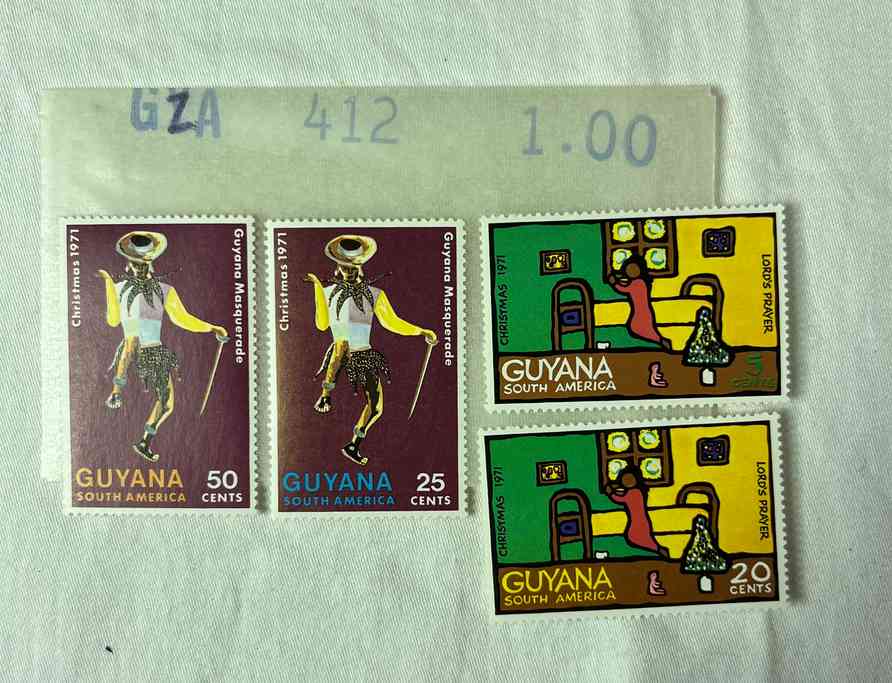 GZA 412 1.00
Christmas 1971
Guyana Masquerade
GUYANA 50
SOUTH AMERICA CENTS
Christmas 1971
Guyana Masquerade
GUYANA 25
SOUTH AMERICA CENTS
CHRISTMAS 1971
LORD'S PRAYER
GUYANA 5
SOUTH AMERICA CENTS
CHRISTMAS 1971
LORD'S PRAYER
GUYANA 20
SOUTH AMERICA CENTS